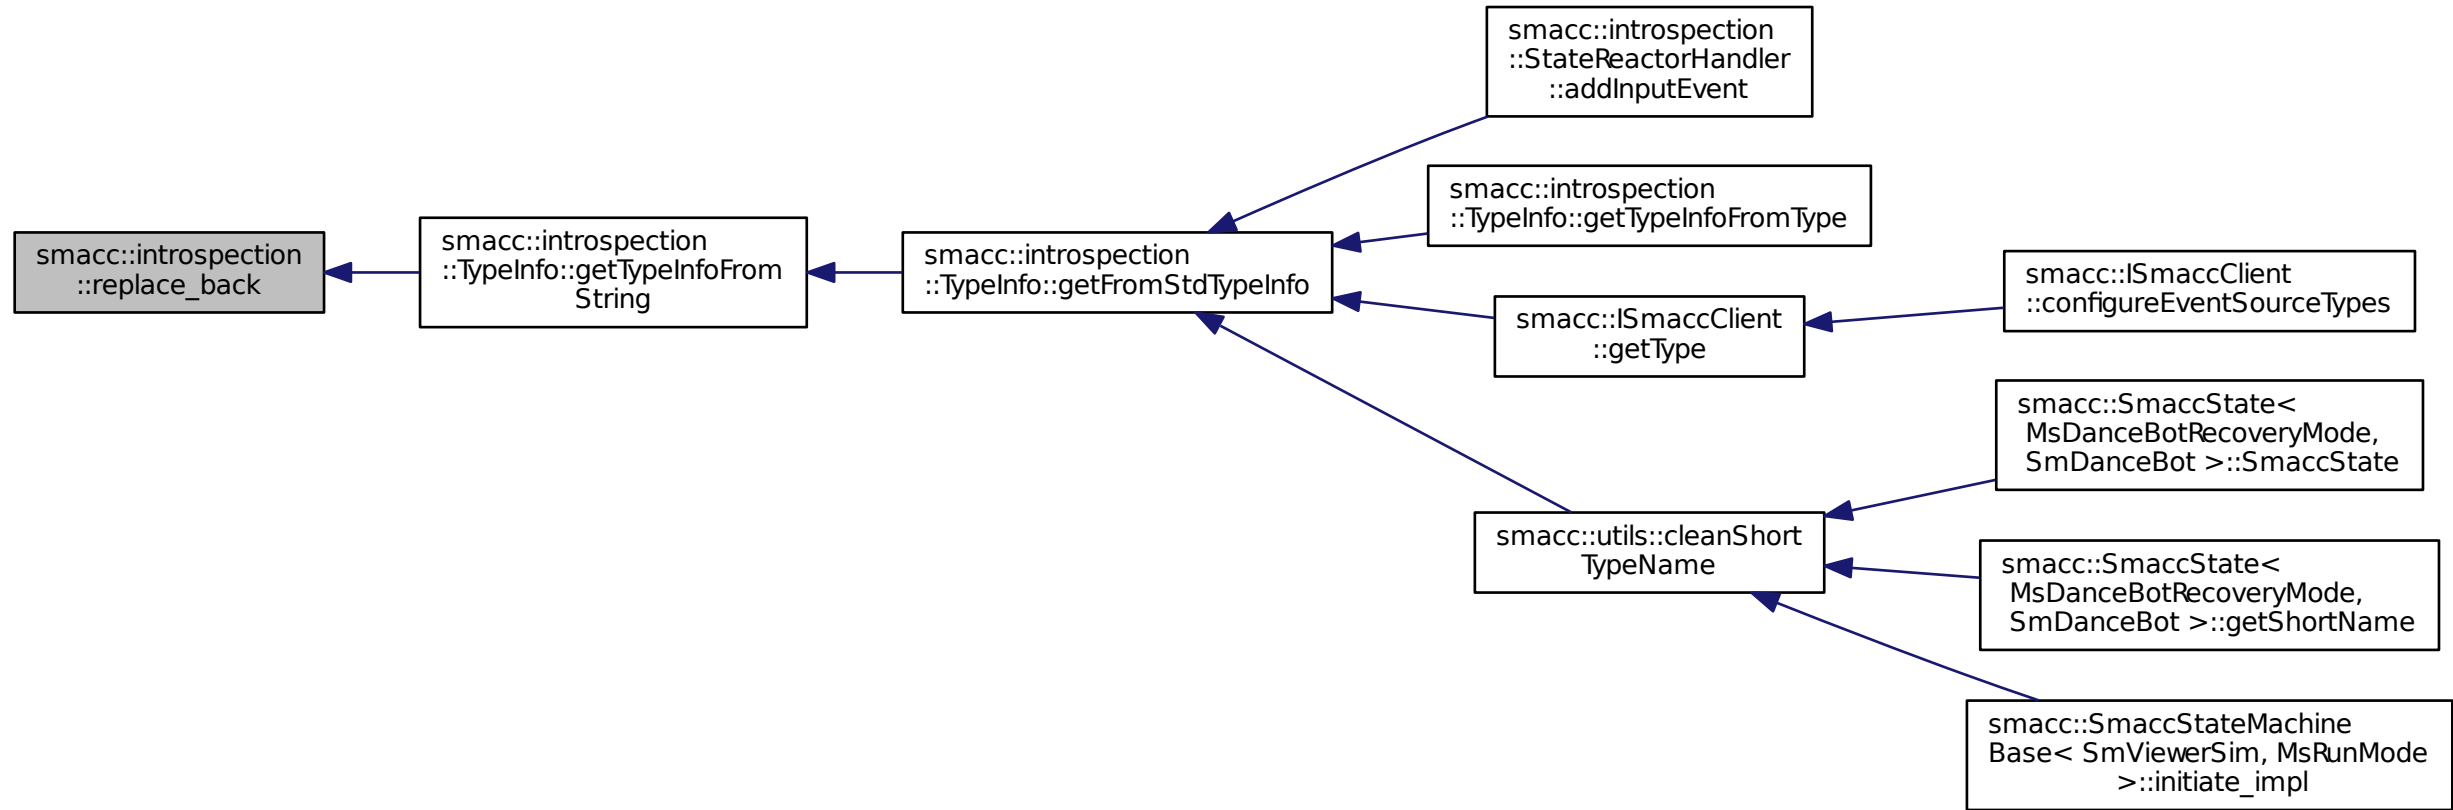 smacc::introspection
::replace_back
smacc::introspection
::TypeInfo::getTypeInfoFrom
String
smacc::introspection
::TypeInfo::getFromStdTypeInfo
smacc::introspection
::StateReactorHandler
::addInputEvent
smacc::introspection
::TypeInfo::getTypeInfoFromType
smacc::ISmaccClient
::getType
smacc::ISmaccClient
::configureEventSourceTypes
smacc::utils::cleanShort
TypeName
smacc::SmaccState<
MsDanceBotRecoveryMode,
SmDanceBot >::SmaccState
smacc::SmaccState<
MsDanceBotRecoveryMode,
SmDanceBot >::getShortName
smacc::SmaccStateMachine
Base< SmViewerSim, MsRunMode
>::initiate_impl